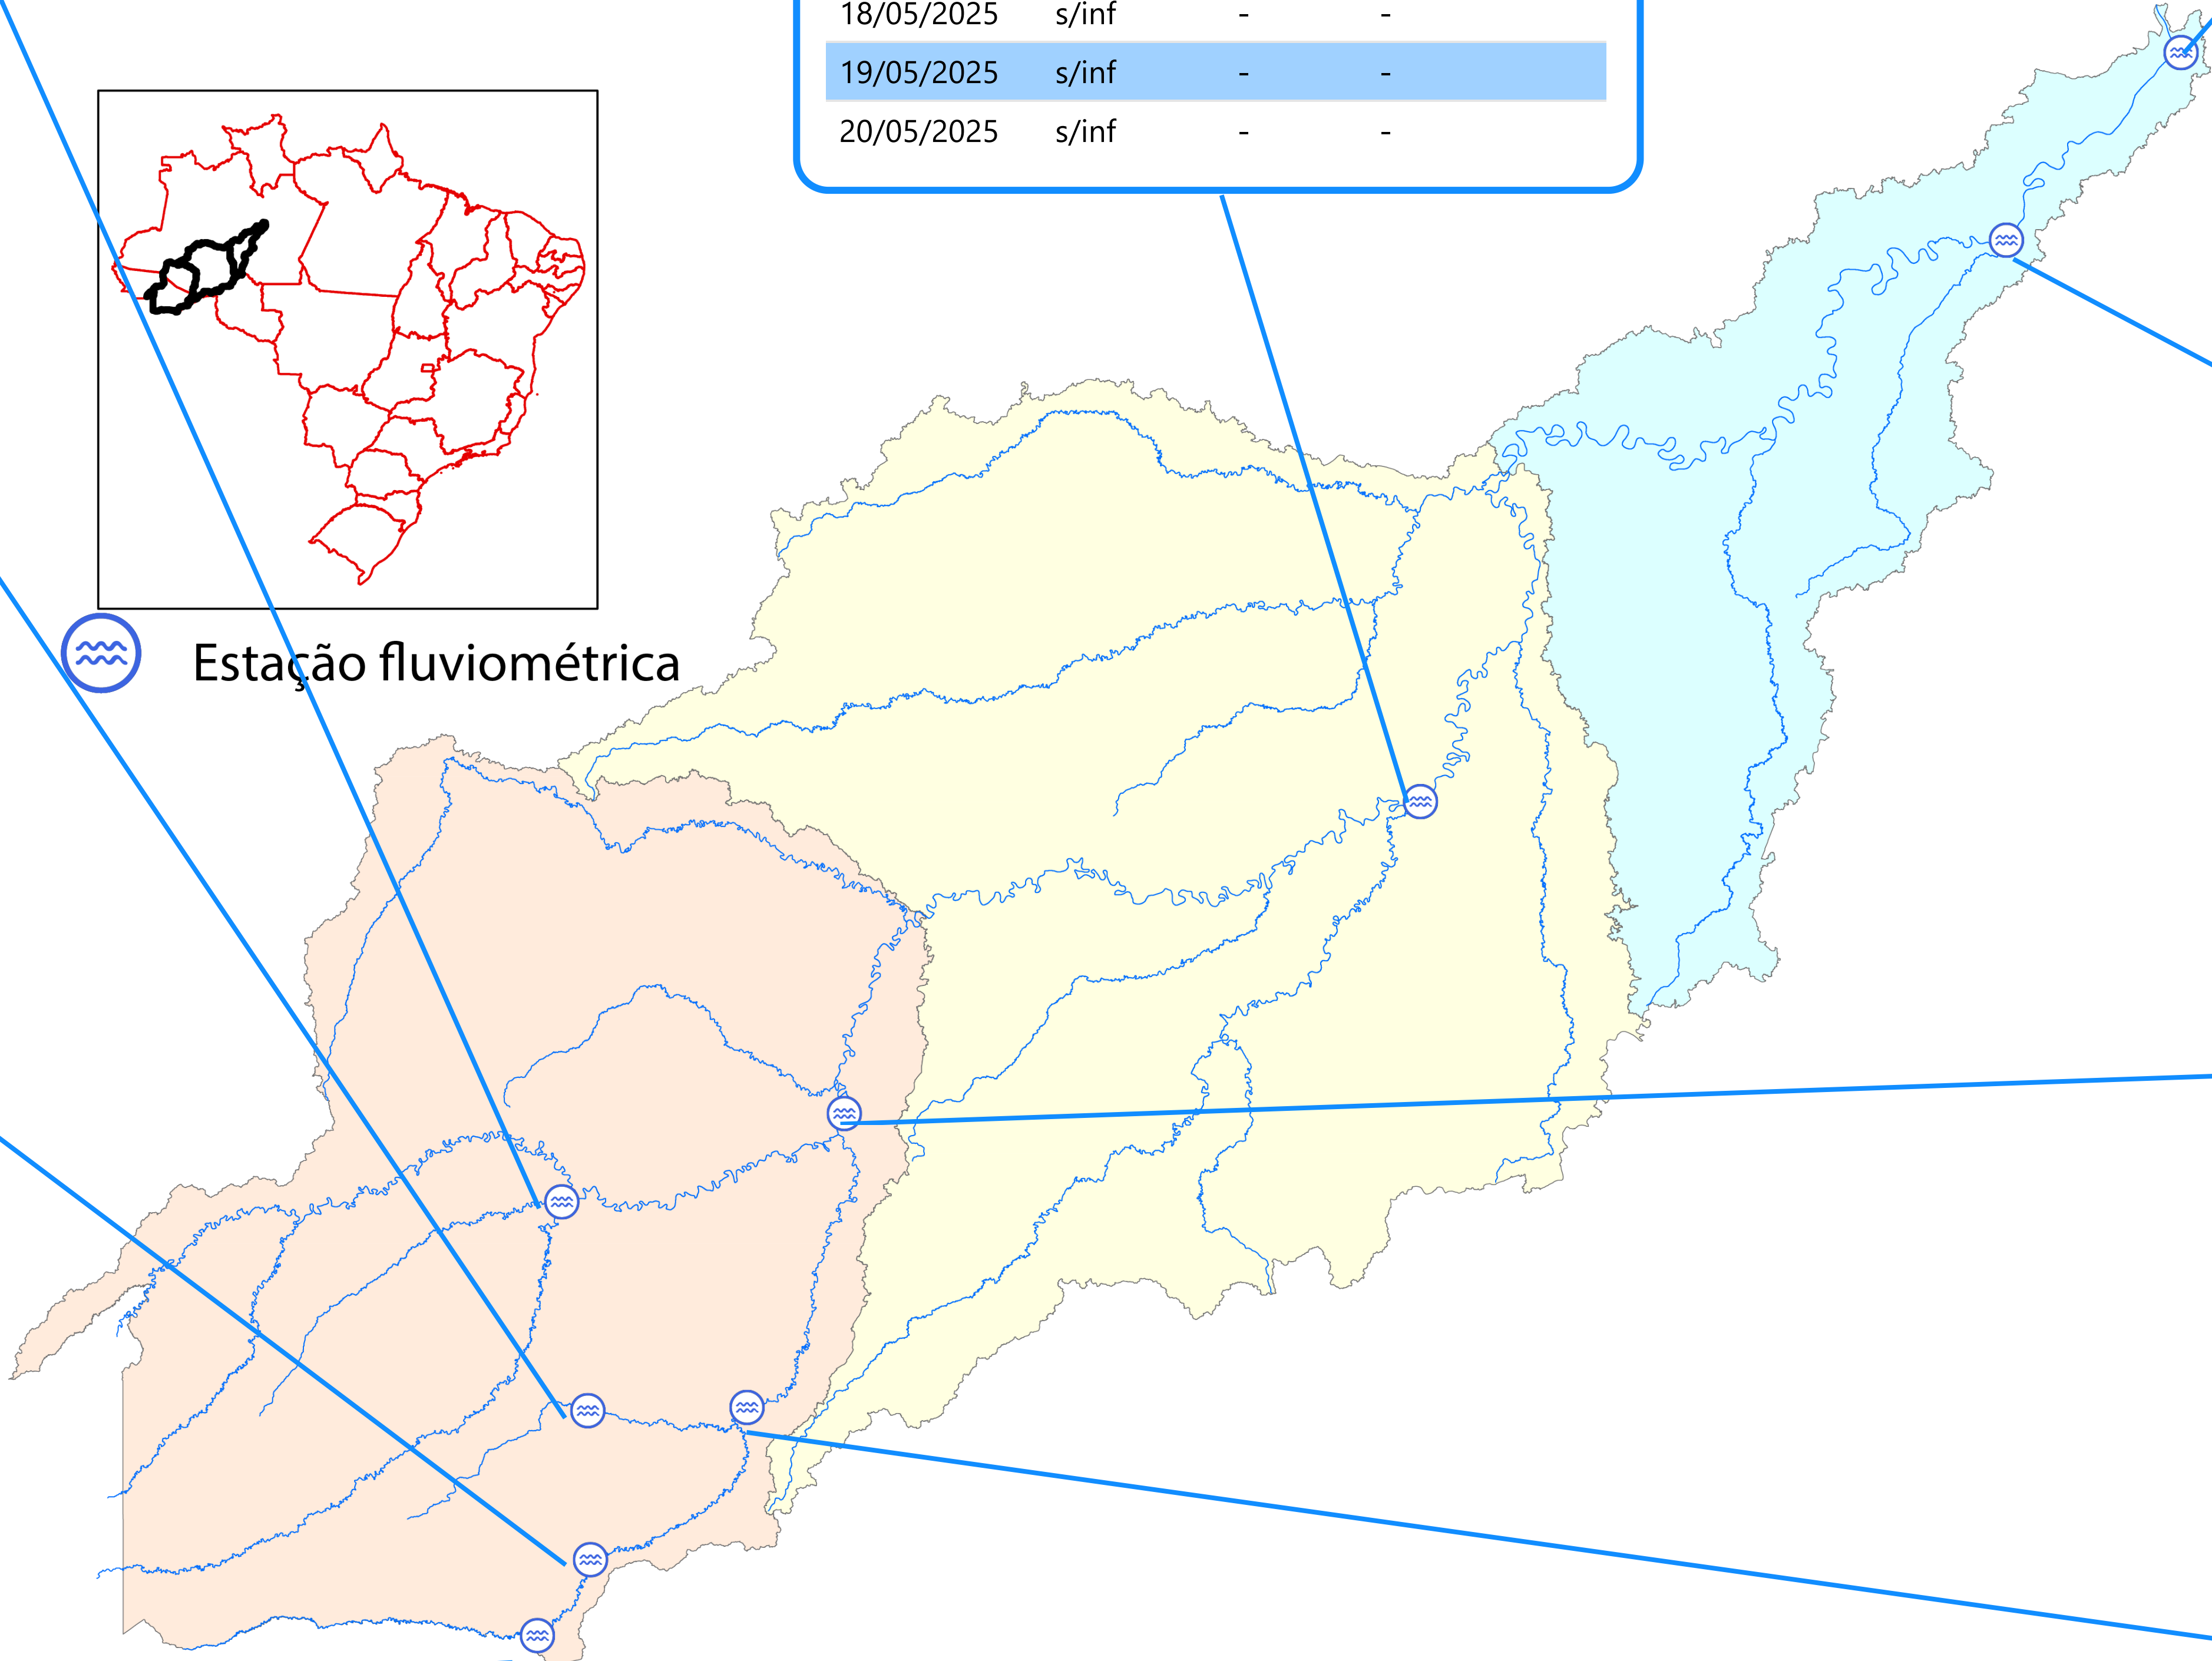 18/05/2025 s/inf - -
19/05/2025 s/inf - -
20/05/2025 s/inf - -
Estação fluviométrica